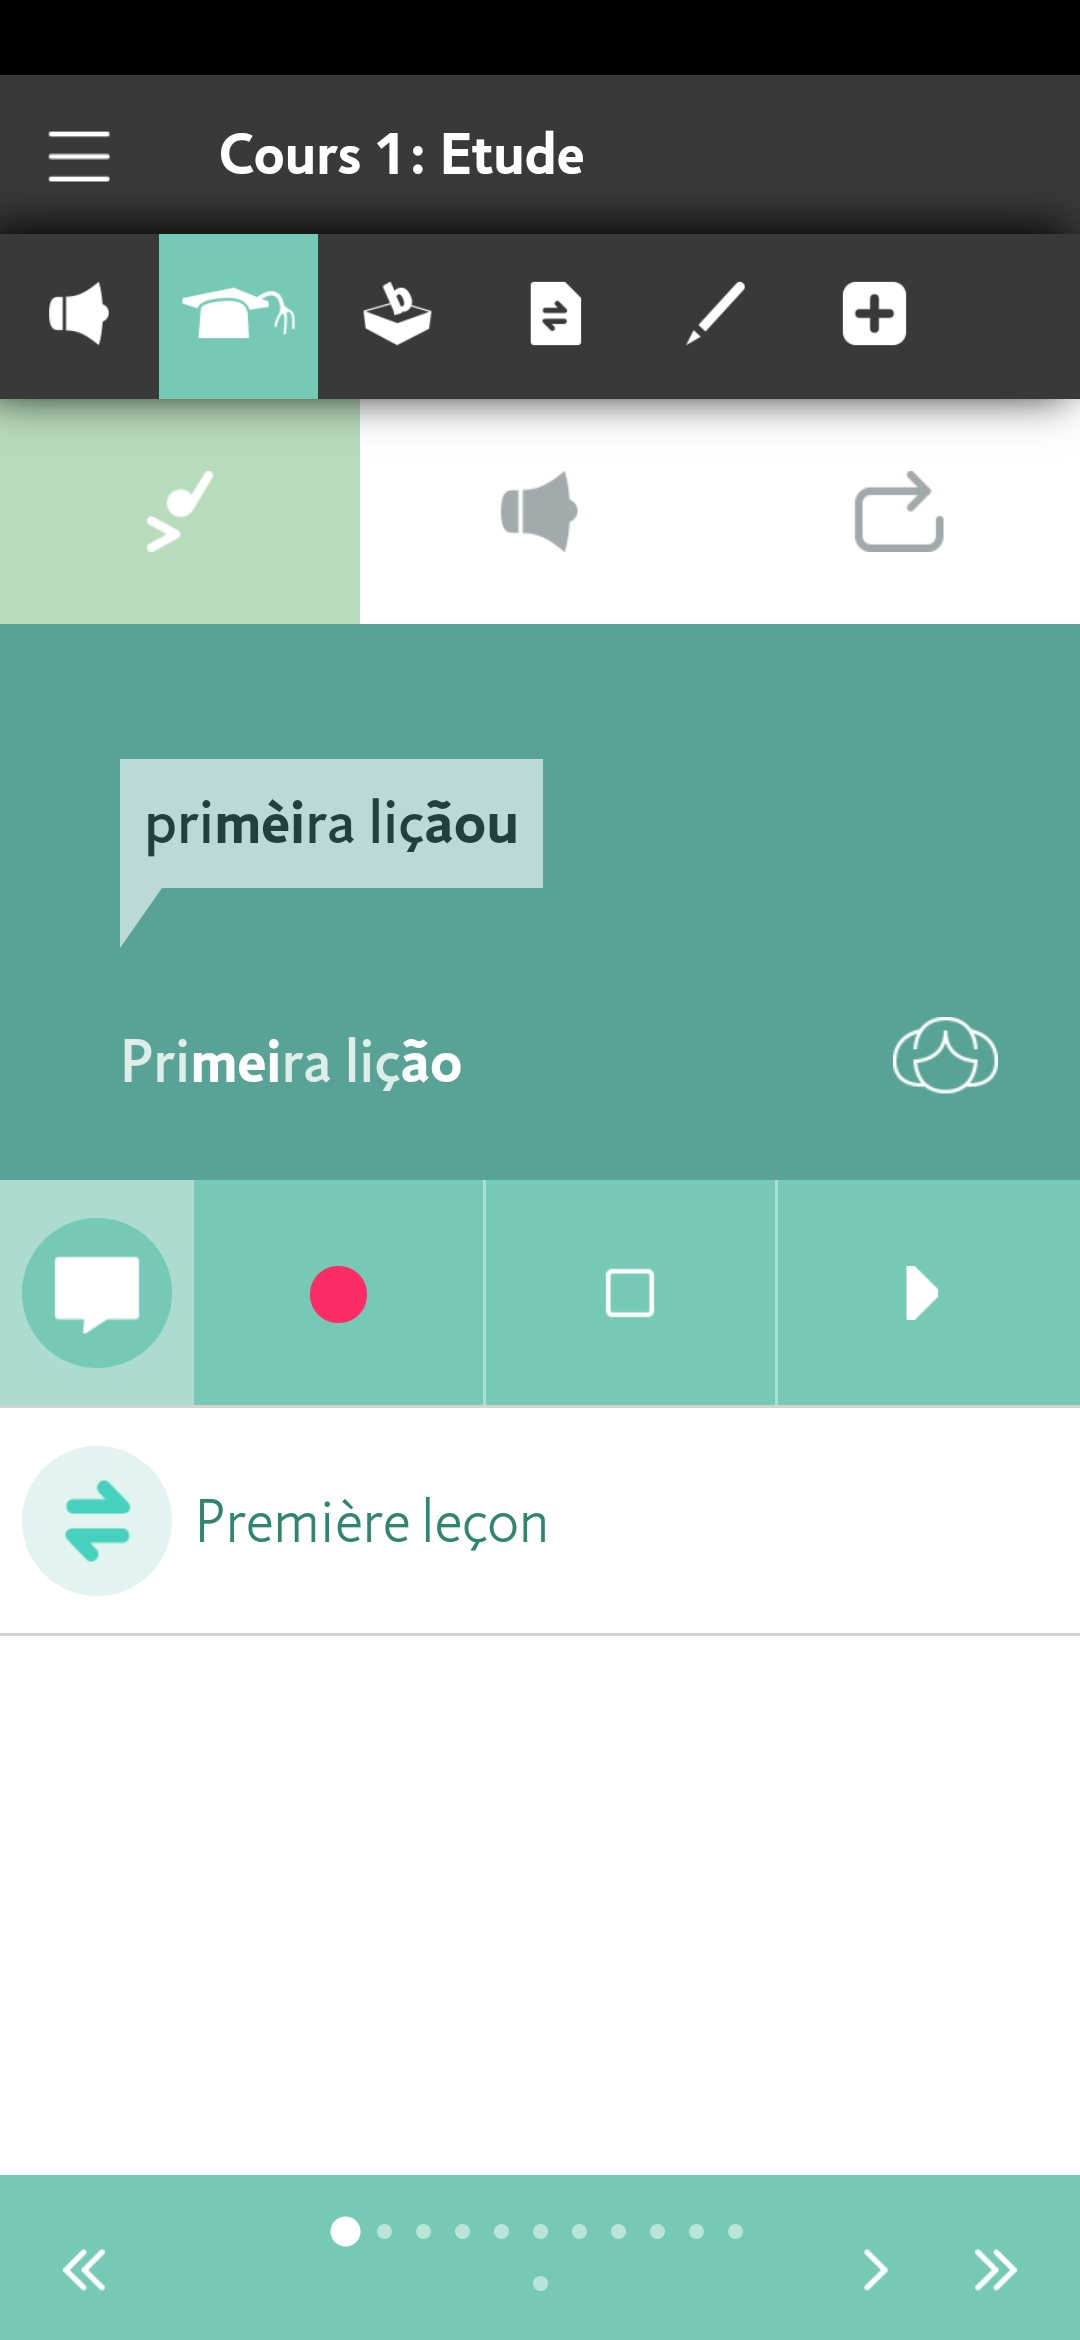 Cours 1: Etude
primèira liçãou
Primeira lição
Première leçon